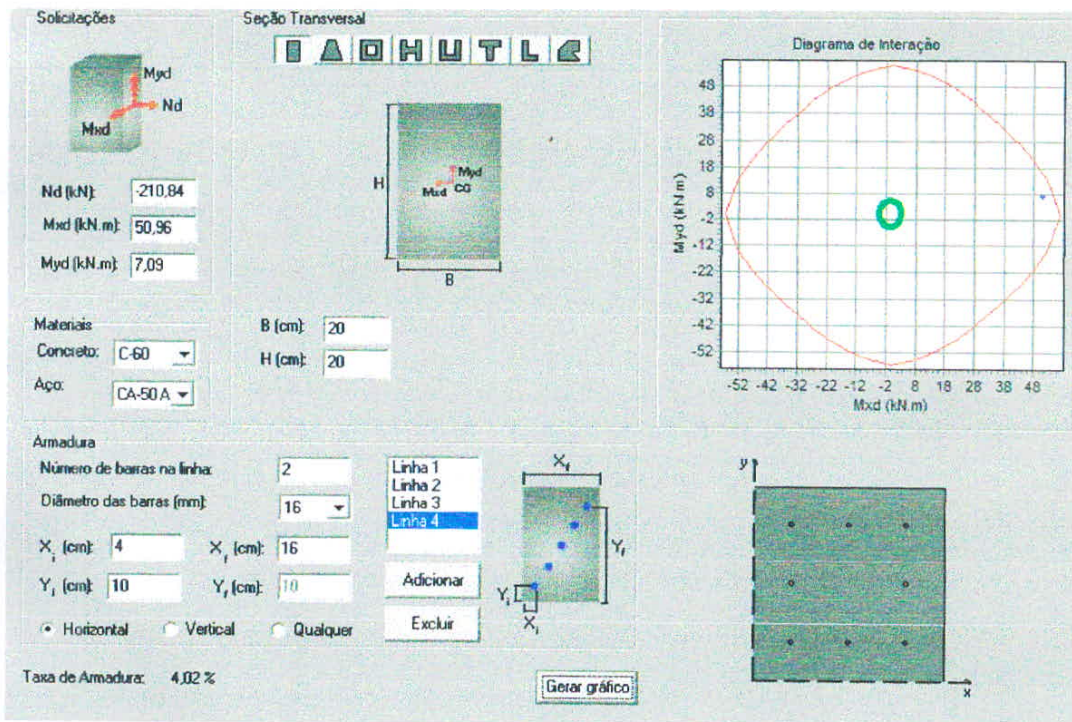 Solicitações
Myd
Nd
Mxd
Nd (kN): -210,84
Mxd (kN.m): 50,96
Myd (kN.m): 7,09
Seção Transversal
H
Myd
Mxd CG
B
B (cm): 20
H (cm): 20
Diagrama de Interação
Myd (kN.m)
48
38
28
18
8
-2
-12
-22
-32
-42
-52
-52 -42 -32 -22 -12 -2 8 18 28 38 48
Mxd (kN.m)
Materiais
Concreto: C-60
Aço: CA-50 A
Armadura
Número de barras na linha: 2
Diâmetro das barras (mm): 16
Xi (cm): 4 Xf (cm): 16
Yi (cm): 10 Yf (cm): 10
Horizontal Vertical Qualquer
Linha 1
Linha 2
Linha 3
Linha 4
Adicionar
Excluir
Xf
Yf
Yi
Xi
y
x
Taxa de Armadura: 4,02 %
Gerar gráfico